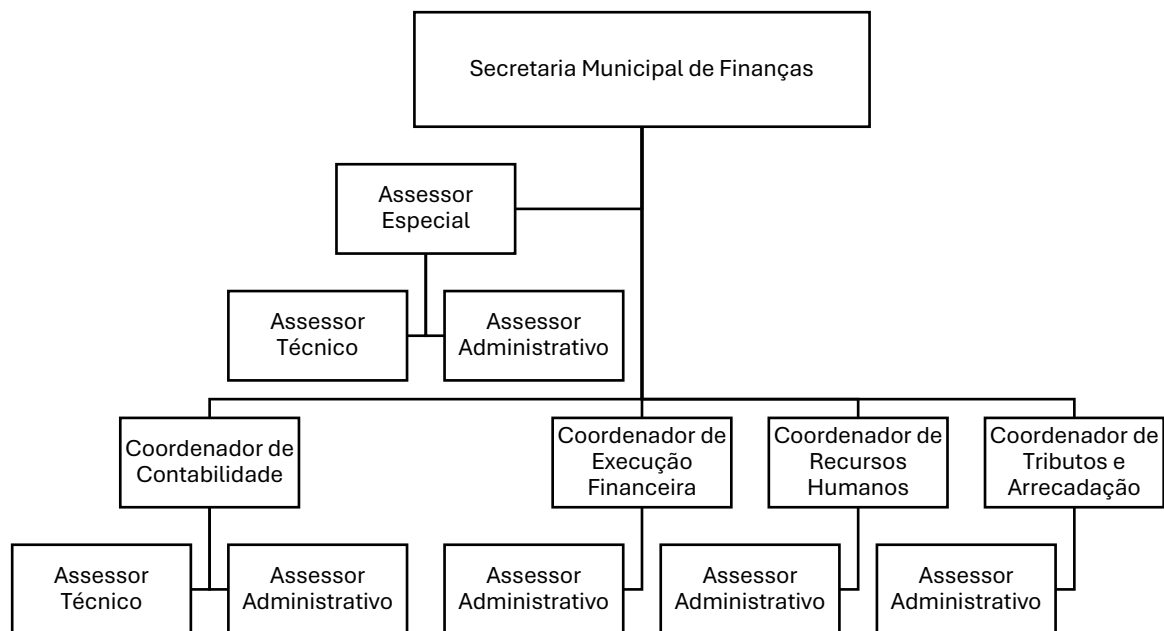 Secretaria Municipal de Finanças
Assessor
Especial
Assessor
Técnico
Assessor
Administrativo
Coordenador de
Contabilidade
Coordenador de
Execução
Financeira
Coordenador de
Recursos
Humanos
Coordenador de
Tributos e
Arrecadação
Assessor
Técnico
Assessor
Administrativo
Assessor
Administrativo
Assessor
Administrativo
Assessor
Administrativo